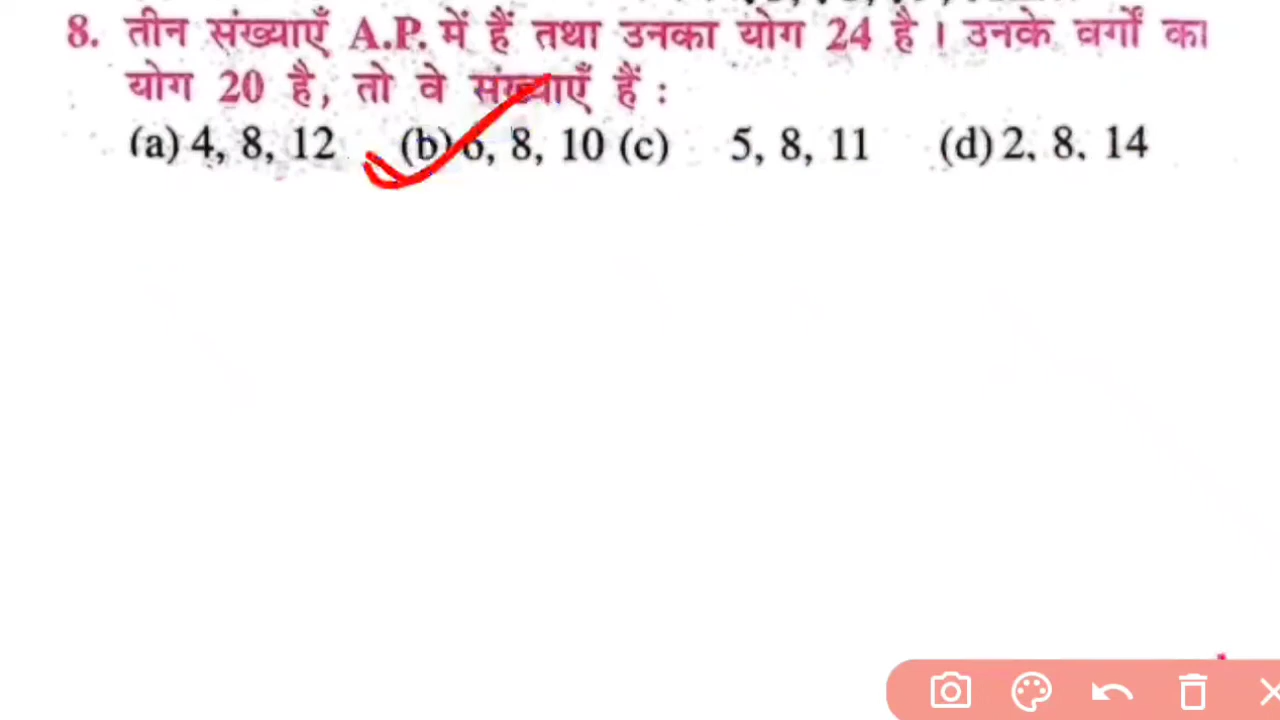 8. तीन संख्याएँ A.P. में हैं तथा उनका योग 24 है । उनके वर्गों का
योग 20 है, तो वे संख्याएँ हैं :
(a) 4, 8, 12 (b) 6, 8, 10 (c) 5, 8, 11 (d) 2, 8, 14